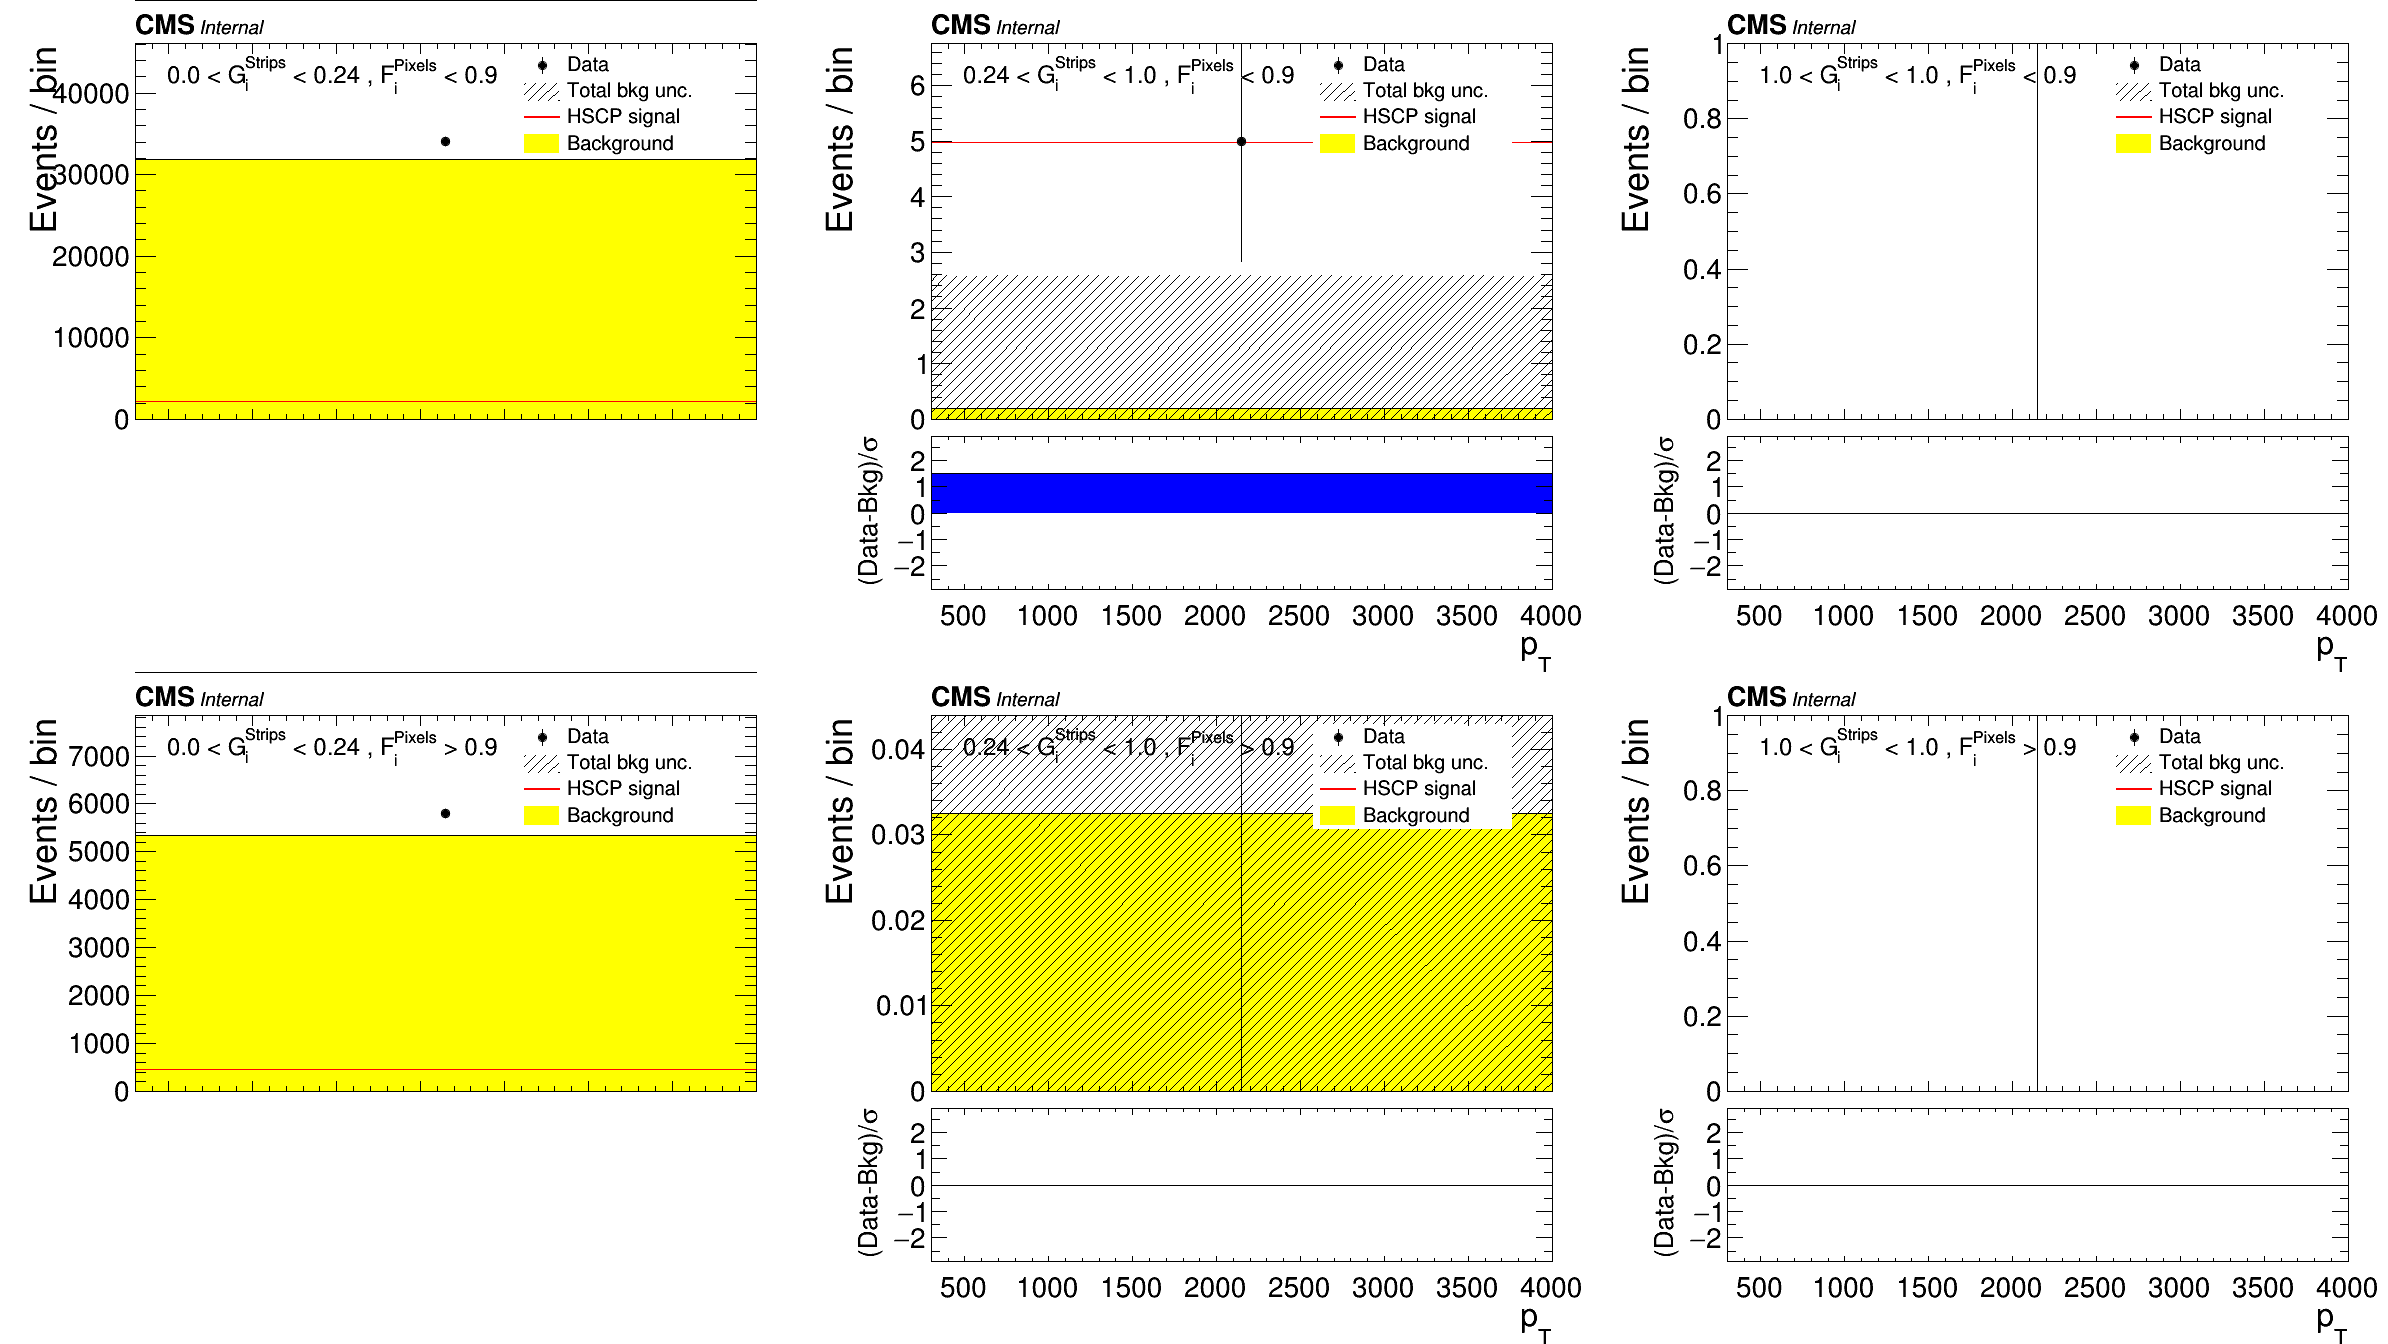 CMS Internal
Events / bin
0.0 < G_i^Strips < 0.24 , F_i^Pixels < 0.9
Data
Total bkg unc.
HSCP signal
Background
40000
30000
20000
10000
0
CMS Internal
Events / bin
0.24 < G_i^Strips < 1.0 , F_i^Pixels < 0.9
Data
Total bkg unc.
HSCP signal
Background
6
5
4
3
2
1
0
(Data-Bkg)/σ
2
1
0
−1
−2
500 1000 1500 2000 2500 3000 3500 4000
p_T
CMS Internal
Events / bin
1.0 < G_i^Strips < 1.0 , F_i^Pixels < 0.9
Data
Total bkg unc.
HSCP signal
Background
1
0.8
0.6
0.4
0.2
0
(Data-Bkg)/σ
2
1
0
−1
−2
500 1000 1500 2000 2500 3000 3500 4000
p_T
CMS Internal
Events / bin
0.0 < G_i^Strips < 0.24 , F_i^Pixels > 0.9
Data
Total bkg unc.
HSCP signal
Background
7000
6000
5000
4000
3000
2000
1000
0
CMS Internal
Events / bin
0.24 < G_i^Strips < 1.0 , F_i^Pixels > 0.9
Data
Total bkg unc.
HSCP signal
Background
0.04
0.03
0.02
0.01
0
(Data-Bkg)/σ
2
1
0
−1
−2
500 1000 1500 2000 2500 3000 3500 4000
p_T
CMS Internal
Events / bin
1.0 < G_i^Strips < 1.0 , F_i^Pixels > 0.9
Data
Total bkg unc.
HSCP signal
Background
1
0.8
0.6
0.4
0.2
0
(Data-Bkg)/σ
2
1
0
−1
−2
500 1000 1500 2000 2500 3000 3500 4000
p_T